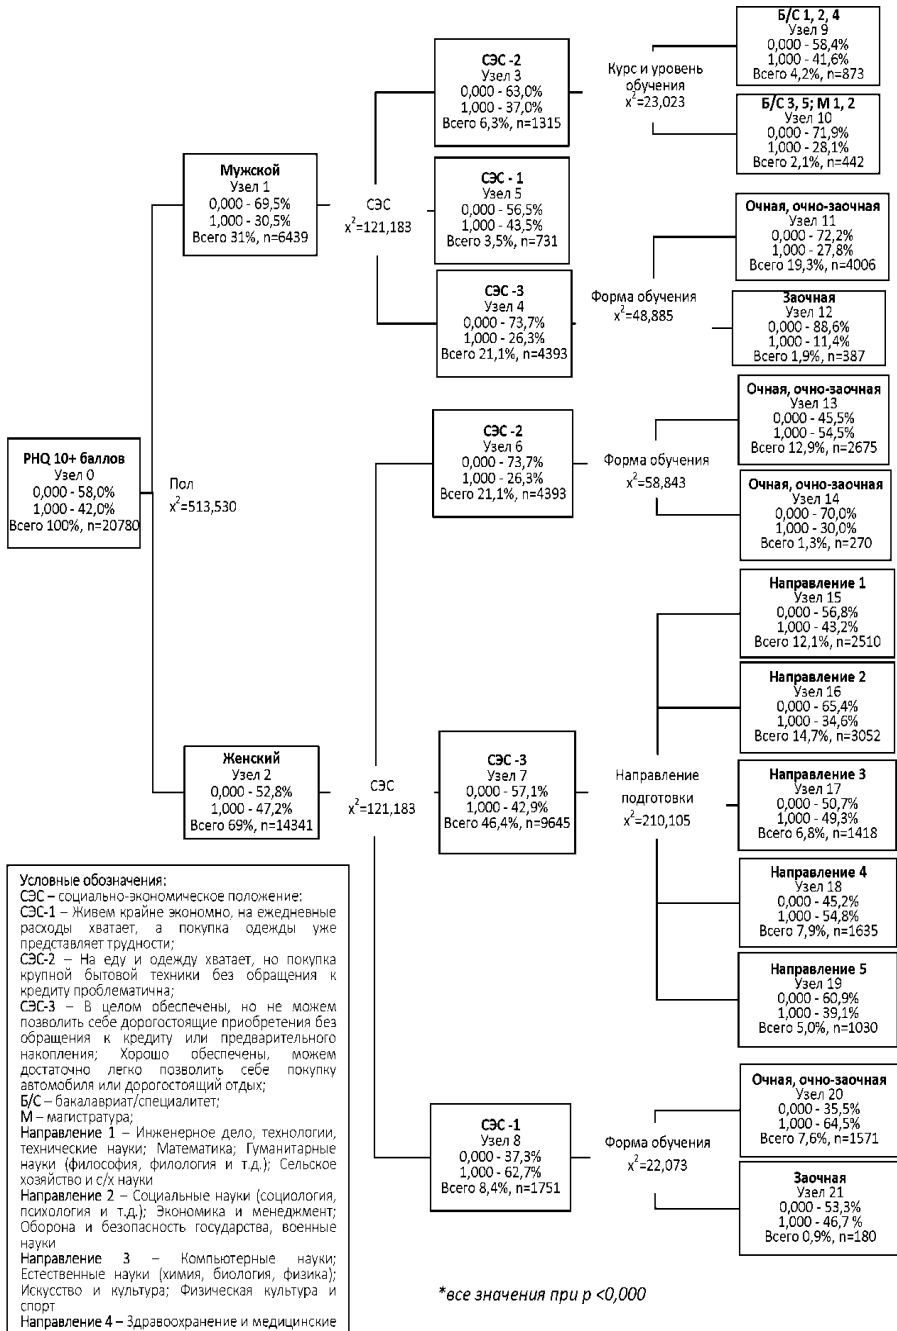 PHQ 10+ баллов
Узел 0
0,000 - 58,0%
1,000 - 42,0%
Всего 100%, n=20780
Пол
x²=513,530
Мужской
Узел 1
0,000 - 69,5%
1,000 - 30,5%
Всего 31%, n=6439
СЭС
x²=121,183
СЭС -2
Узел 3
0,000 - 63,0%
1,000 - 37,0%
Всего 6,3%, n=1315
Курс и уровень
обучения
x²=23,023
Б/С 1, 2, 4
Узел 9
0,000 - 58,4%
1,000 - 41,6%
Всего 4,2%, n=873
Б/С 3, 5; М 1, 2
Узел 10
0,000 - 71,9%
1,000 - 28,1%
Всего 2,1%, n=442
СЭС - 1
Узел 5
0,000 - 56,5%
1,000 - 43,5%
Всего 3,5%, n=731
СЭС -3
Узел 4
0,000 - 73,7%
1,000 - 26,3%
Всего 21,1%, n=4393
Форма обучения
x²=48,885
Очная, очно-заочная
Узел 11
0,000 - 72,2%
1,000 - 27,8%
Всего 19,3%, n=4006
Заочная
Узел 12
0,000 - 88,6%
1,000 - 11,4%
Всего 1,9%, n=387
Женский
Узел 2
0,000 - 52,8%
1,000 - 47,2%
Всего 69%, n=14341
СЭС
x²=121,183
СЭС -2
Узел 6
0,000 - 73,7%
1,000 - 26,3%
Всего 21,1%, n=4393
Форма обучения
x²=58,843
Очная, очно-заочная
Узел 13
0,000 - 45,5%
1,000 - 54,5%
Всего 12,9%, n=2675
Очная, очно-заочная
Узел 14
0,000 - 70,0%
1,000 - 30,0%
Всего 1,3%, n=270
СЭС -3
Узел 7
0,000 - 57,1%
1,000 - 42,9%
Всего 46,4%, n=9645
Направление
подготовки
x²=210,105
Направление 1
Узел 15
0,000 - 56,8%
1,000 - 43,2%
Всего 12,1%, n=2510
Направление 2
Узел 16
0,000 - 65,4%
1,000 - 34,6%
Всего 14,7%, n=3052
Направление 3
Узел 17
0,000 - 50,7%
1,000 - 49,3%
Всего 6,8%, n=1418
Направление 4
Узел 18
0,000 - 45,2%
1,000 - 54,8%
Всего 7,9%, n=1635
Направление 5
Узел 19
0,000 - 60,9%
1,000 - 39,1%
Всего 5,0%, n=1030
СЭС -1
Узел 8
0,000 - 37,3%
1,000 - 62,7%
Всего 8,4%, n=1751
Форма обучения
x²=22,073
Очная, очно-заочная
Узел 20
0,000 - 35,5%
1,000 - 64,5%
Всего 7,6%, n=1571
Заочная
Узел 21
0,000 - 53,3%
1,000 - 46,7 %
Всего 0,9%, n=180
Условные обозначения:
СЭС – социально-экономическое положение:
СЭС-1 – Живем крайне экономно, на ежедневные
расходы хватает, а покупка одежды уже
представляет трудности;
СЭС-2 – На еду и одежду хватает, но покупка
крупной бытовой техники без обращения к
кредиту проблематична;
СЭС-3 – В целом обеспечены, но не можем
позволить себе дорогостоящие приобретения без
обращения к кредиту или предварительного
накопления; Хорошо обеспечены, можем
достаточно легко позволить себе покупку
автомобиля или дорогостоящий отдых;
Б/С – бакалавриат/специалитет;
М – магистратура;
Направление 1 – Инженерное дело, технологии,
технические науки; Математика; Гуманитарные
науки (философия, филология и т.д.); Сельское
хозяйство и с/х науки
Направление 2 – Социальные науки (социология,
психология и т.д.); Экономика и менеджмент;
Оборона и безопасность государства, военные
науки
Направление 3 – Компьютерные науки;
Естественные науки (химия, биология, физика);
Искусство и культура; Физическая культура и
спорт
Направление 4 – Здравоохранение и медицинские
*все значения при p <0,000